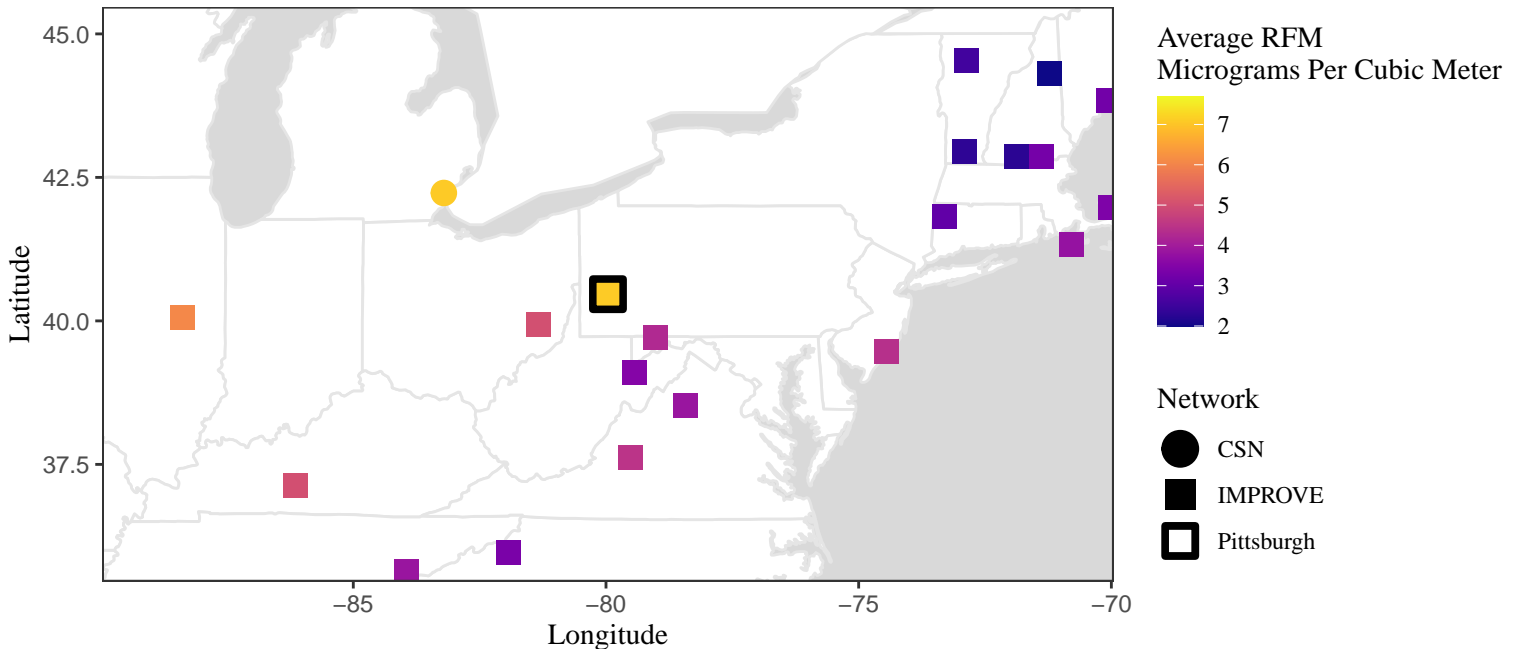 45.0
42.5
40.0
37.5
Latitude
−85
−80
−75
−70
Longitude
Average RFM
Micrograms Per Cubic Meter
7
6
5
4
3
2
Network
CSN
IMPROVE
Pittsburgh